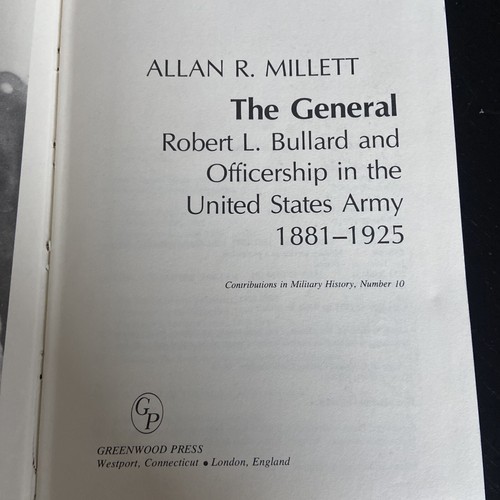 ALLAN R. MILLETT
The General
Robert L. Bullard and
Officership in the
United States Army
1881–1925
Contributions in Military History, Number 10
GP
GREENWOOD PRESS
Westport, Connecticut • London, England